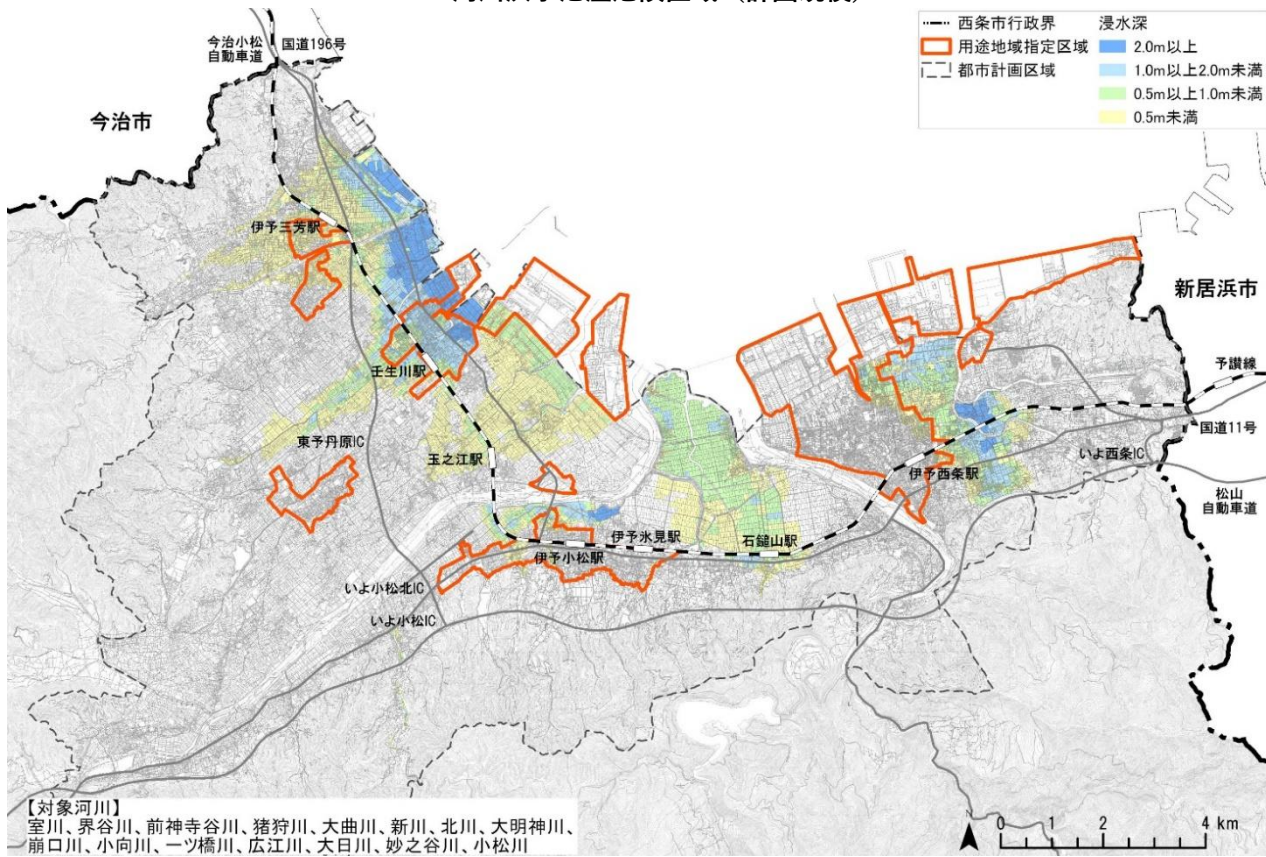 西条市行政界
用途地域指定区域
都市計画区域
浸水深
2.0m以上
1.0m以上2.0m未満
0.5m以上1.0m未満
0.5m未満
今治小松
自動車道
国道196号
今治市
伊予三芳駅
壬生川駅
東予丹原IC
玉之江駅
伊予小松駅
伊予氷見駅
石鎚山駅
いよ小松北IC
いよ小松IC
伊予西条駅
いよ西条IC
新居浜市
予讃線
国道11号
松山
自動車道
【対象河川】
室川、界谷川、前神寺谷川、猪狩川、大曲川、新川、北川、大明神川、
崩口川、小向川、一ツ橋川、広江川、大日川、妙之谷川、小松川
0 1 2 4 km